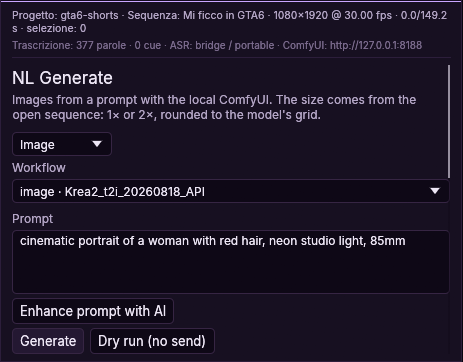 Progetto: gta6-shorts · Sequenza: Mi ficco in GTA6 · 1080×1920 @ 30.00 fps · 0.0/149.2
s · selezione: 0
Trascrizione: 377 parole · 0 cue · ASR: bridge / portable · ComfyUI: http://127.0.0.1:8188
NL Generate
Images from a prompt with the local ComfyUI. The size comes from the
open sequence: 1× or 2×, rounded to the model's grid.
Image
Workflow
image · Krea2_t2i_20260818_API
Prompt
cinematic portrait of a woman with red hair, neon studio light, 85mm
Enhance prompt with AI
Generate Dry run (no send)